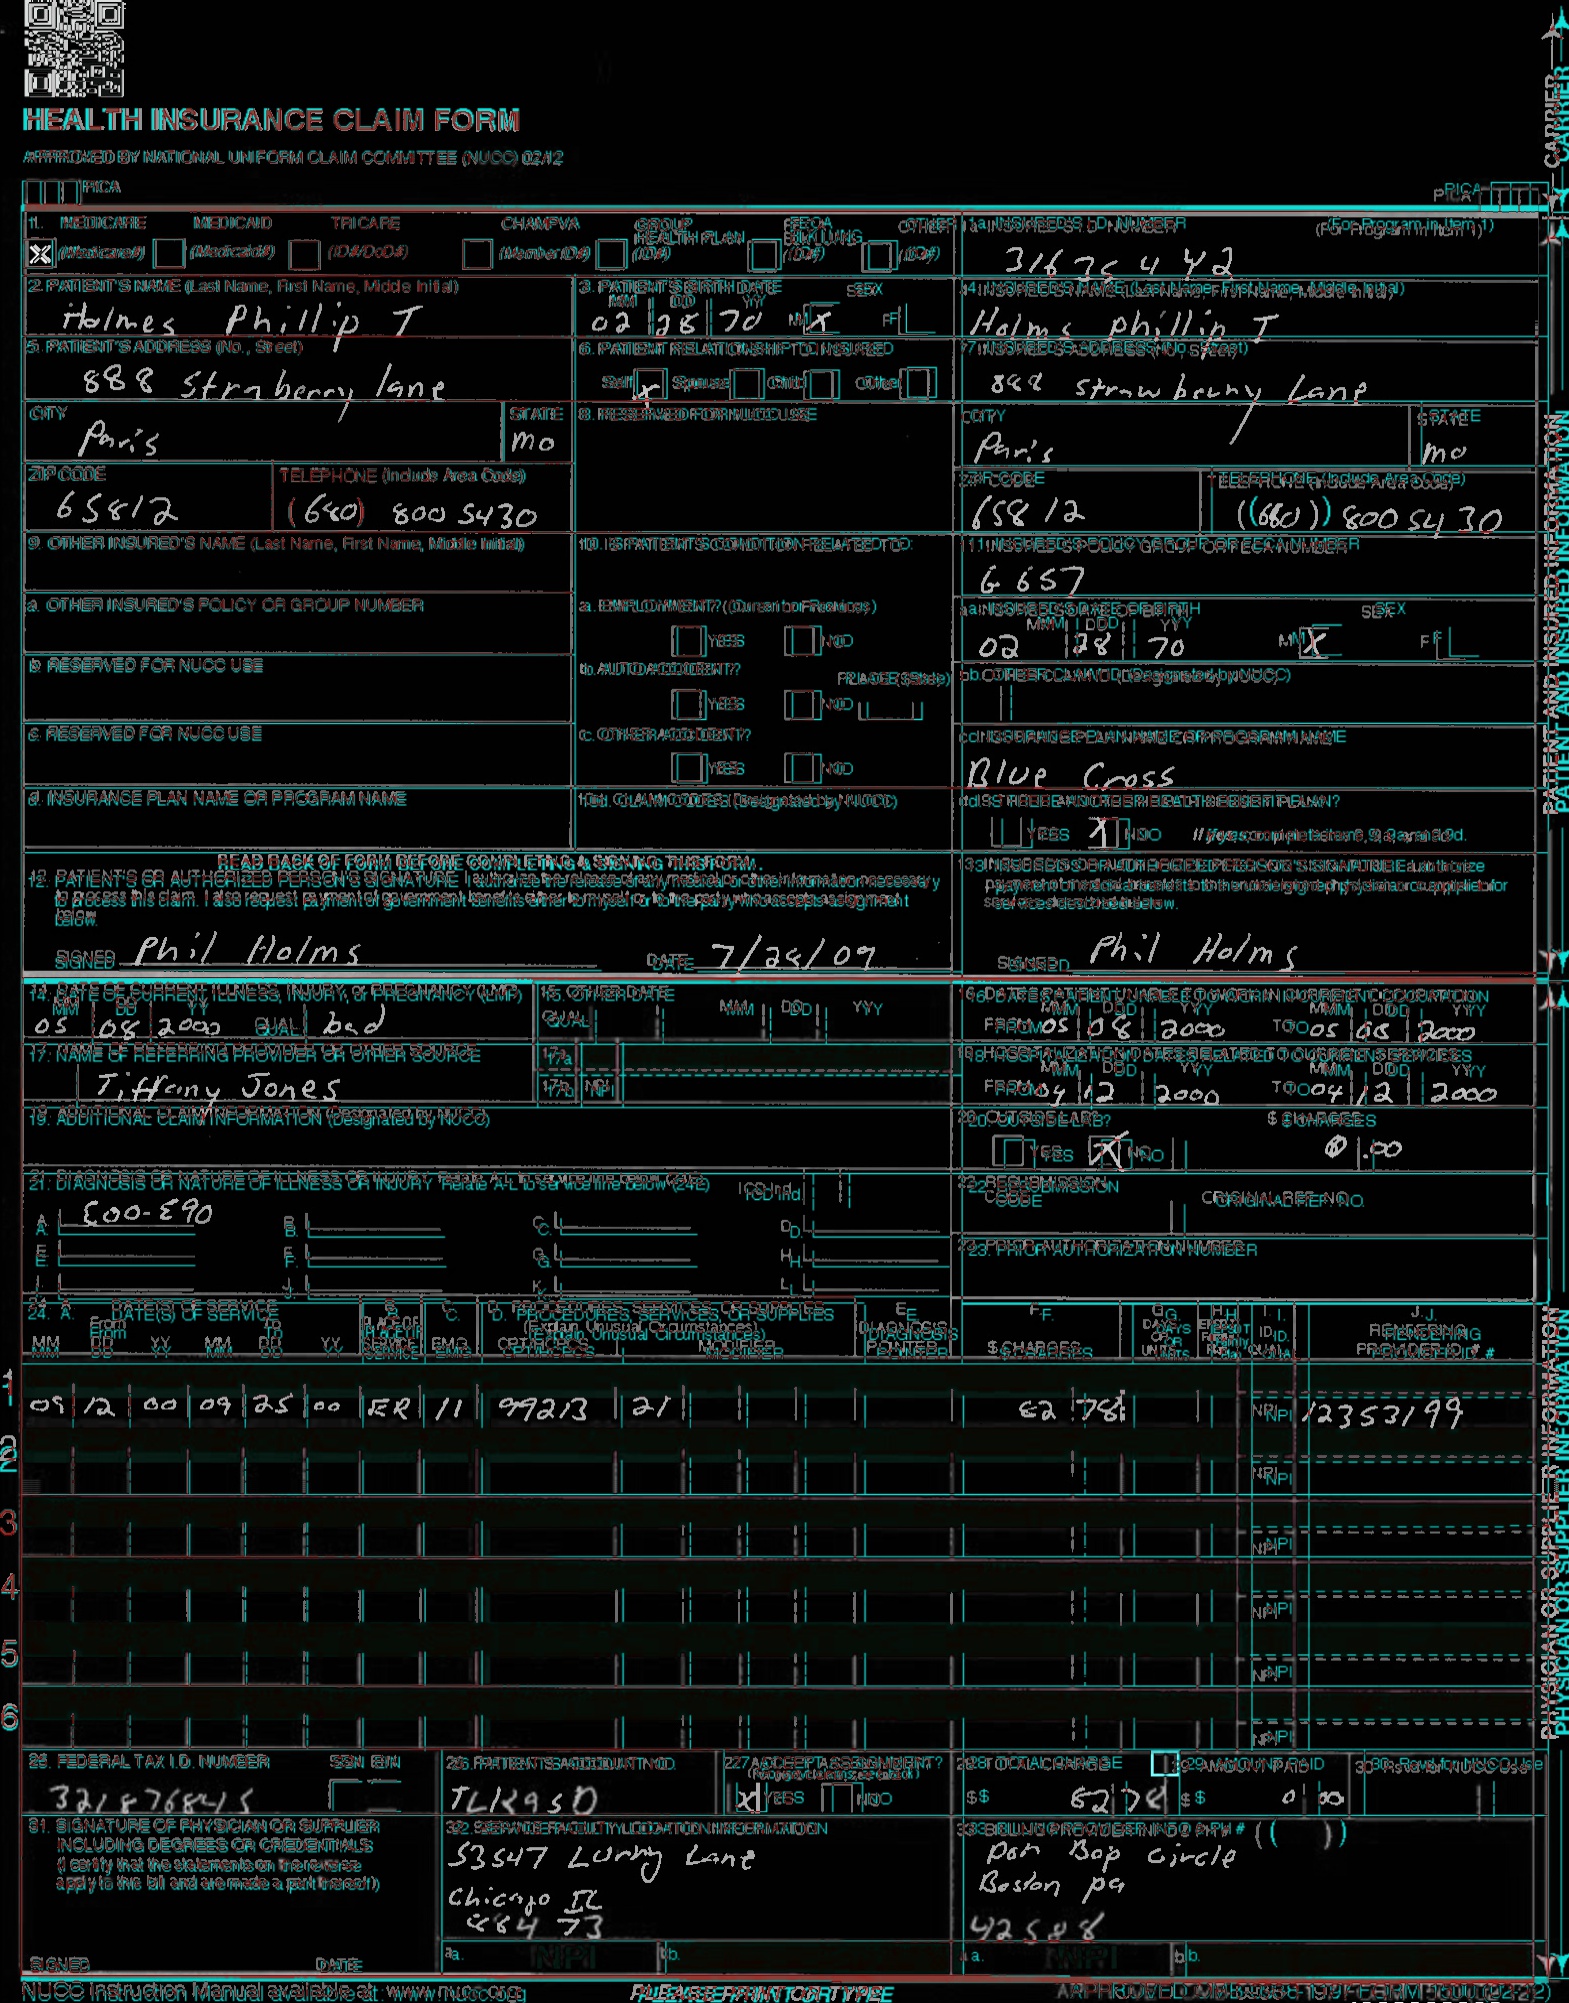 HEALTH INSURANCE CLAIM FORM
APPROVED BY NATIONAL UNIFORM CLAIM COMMITTEE (NUCC) 02/12
PICA PICA
1. MEDICARE MEDICAID TRICARE CHAMPVA GROUP HEALTH PLAN FECA BLK LUNG OTHER 1a. INSURED'S I.D. NUMBER (For Program in Item 1)
(Medicare#) (Medicaid#) (ID#/DoD#) (Member ID#) (ID#) (ID#) (ID#)
2. PATIENT'S NAME (Last Name, First Name, Middle Initial) 3. PATIENT'S BIRTH DATE SEX 4. INSURED'S NAME (Last Name, First Name, Middle Initial)
MM DD YY
Holmes Phillip T 02 28 70 M X F Holms phillip T
5. PATIENT'S ADDRESS (No., Street) 6. PATIENT RELATIONSHIP TO INSURED 7. INSURED'S ADDRESS (No., Street)
888 Stranberry lane Self X Spouse Child Other 888 strawberry Lane
CITY STATE 8. RESERVED FOR NUCC USE CITY STATE
Paris mo Paris mo
ZIP CODE TELEPHONE (Include Area Code) ZIP CODE TELEPHONE (Include Area Code)
65812 (680) 800 5430 65812 (660) 800 5430
9. OTHER INSURED'S NAME (Last Name, First Name, Middle Initial) 10. IS PATIENT'S CONDITION RELATED TO: 11. INSURED'S POLICY GROUP OR FECA NUMBER
G 657
a. OTHER INSURED'S POLICY OR GROUP NUMBER a. EMPLOYMENT? (Current or Previous) a. INSURED'S DATE OF BIRTH SEX
MM DD YY
YES NO 02 28 70 M X F
b. RESERVED FOR NUCC USE b. AUTO ACCIDENT? PLACE (State) b. OTHER CLAIM ID (Designated by NUCC)
YES NO
c. RESERVED FOR NUCC USE c. OTHER ACCIDENT? c. INSURANCE PLAN NAME OR PROGRAM NAME
YES NO Blue Cross
d. INSURANCE PLAN NAME OR PROGRAM NAME 10d. CLAIM CODES (Designated by NUCC) d. IS THERE ANOTHER HEALTH BENEFIT PLAN?
YES X NO If yes, complete items 9, 9a, and 9d.
READ BACK OF FORM BEFORE COMPLETING & SIGNING THIS FORM.
12. PATIENT'S OR AUTHORIZED PERSON'S SIGNATURE I authorize the release of any medical or other information necessary
to process this claim. I also request payment of government benefits either to myself or to the party who accepts assignment
below.
13. INSURED'S OR AUTHORIZED PERSON'S SIGNATURE I authorize
payment of medical benefits to the undersigned physician or supplier for
services described below.
SIGNED Phil Holms DATE 7/28/09 SIGNED Phil Holms
14. DATE OF CURRENT ILLNESS, INJURY, or PREGNANCY (LMP) 15. OTHER DATE 16. DATES PATIENT UNABLE TO WORK IN CURRENT OCCUPATION
MM DD YY MM DD YY MM DD YY MM DD YY
05 08 2000 QUAL. bad QUAL. FROM 05 08 2000 TO 05 08 2000
17. NAME OF REFERRING PROVIDER OR OTHER SOURCE 17a. 18. HOSPITALIZATION DATES RELATED TO CURRENT SERVICES
MM DD YY MM DD YY
Tiffany Jones 17b. NPI FROM 04 12 2000 TO 04 12 2000
19. ADDITIONAL CLAIM INFORMATION (Designated by NUCC) 20. OUTSIDE LAB? $ CHARGES
YES X NO 0 .00
21. DIAGNOSIS OR NATURE OF ILLNESS OR INJURY Relate A-L to service line below (24E) ICD Ind. 22. RESUBMISSION CODE ORIGINAL REF. NO.
A. E00-E90 B. C. D.
E. F. G. H. 23. PRIOR AUTHORIZATION NUMBER
I. J. K. L.
24. A. DATE(S) OF SERVICE B. C. D. PROCEDURES, SERVICES, OR SUPPLIES E. F. G. H. I. J.
From To PLACE OF SERVICE (Explain Unusual Circumstances) DIAGNOSIS POINTER DAYS OR UNITS ID. QUAL. RENDERING PROVIDER ID. #
MM DD YY MM DD YY EMG CPT/HCPCS MODIFIER $ CHARGES
1 09 12 00 09 25 00 ER 11 99213 21 78 NPI 12353199
2 NPI
3 NPI
4 NPI
5 NPI
6 NPI
25. FEDERAL TAX I.D. NUMBER SSN EIN 26. PATIENT'S ACCOUNT NO. 27. ACCEPT ASSIGNMENT? 28. TOTAL CHARGE 29. AMOUNT PAID 30. Rsvd for NUCC Use
321876845 X YES NO $ 78 $ 0 00
31. SIGNATURE OF PHYSICIAN OR SUPPLIER
INCLUDING DEGREES OR CREDENTIALS
(I certify that the statements on the reverse
apply to this bill and are made a part thereof.)
SIGNED DATE
32. SERVICE FACILITY LOCATION INFORMATION
53547 Lane
Chicago IL
73
a. NPI b.
33. BILLING PROVIDER INFO & PH # ( )
Bop circle
Boston pa
42588
a. NPI b.
NUCC Instruction Manual available at: www.nucc.org PLEASE PRINT OR TYPE
CARRIER
PATIENT AND INSURED INFORMATION
PHYSICIAN OR SUPPLIER INFORMATION